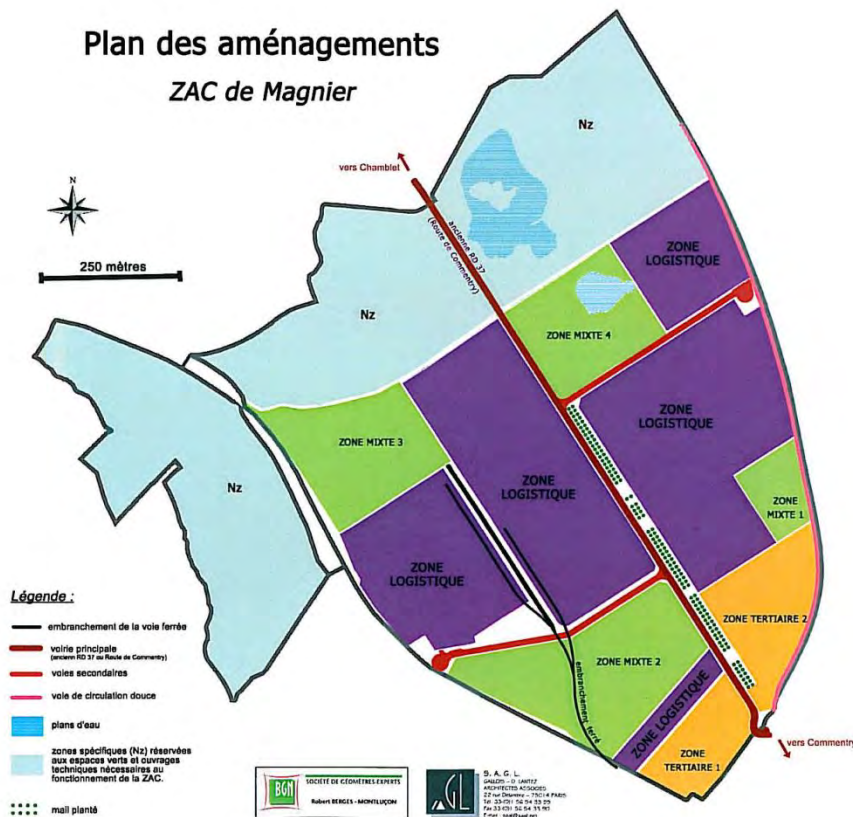 Plan des aménagements
ZAC de Magnier
N
250 mètres
vers Chamblet
ancienne RD 37
(Route de Commentry)
Nz
Nz
Nz
ZONE
LOGISTIQUE
ZONE MIXTE 4
ZONE
LOGISTIQUE
ZONE MIXTE 3
ZONE
LOGISTIQUE
ZONE
MIXTE 1
ZONE
LOGISTIQUE
ZONE TERTIAIRE 2
ZONE MIXTE 2
embranchement ferré
ZONE LOGISTIQUE
ZONE
TERTIAIRE 1
vers Commentry
Légende :
embranchement de la voie ferrée
voirie principale
(ancienn RD 37 ou Route de Commentry)
voies secondaires
voie de circulation douce
plans d'eau
zones spécifiques (Nz) réservées
aux espaces verts et ouvrages
techniques nécessaires au
fonctionnement de la ZAC.
mail planté
BGM
SOCIÉTÉ DE GÉOMÈTRES-EXPERTS
Robert BERGES - MONTLUÇON
AGL
S. A. G. L.
ARCHITECTES ASSOCIES
75014 PARIS